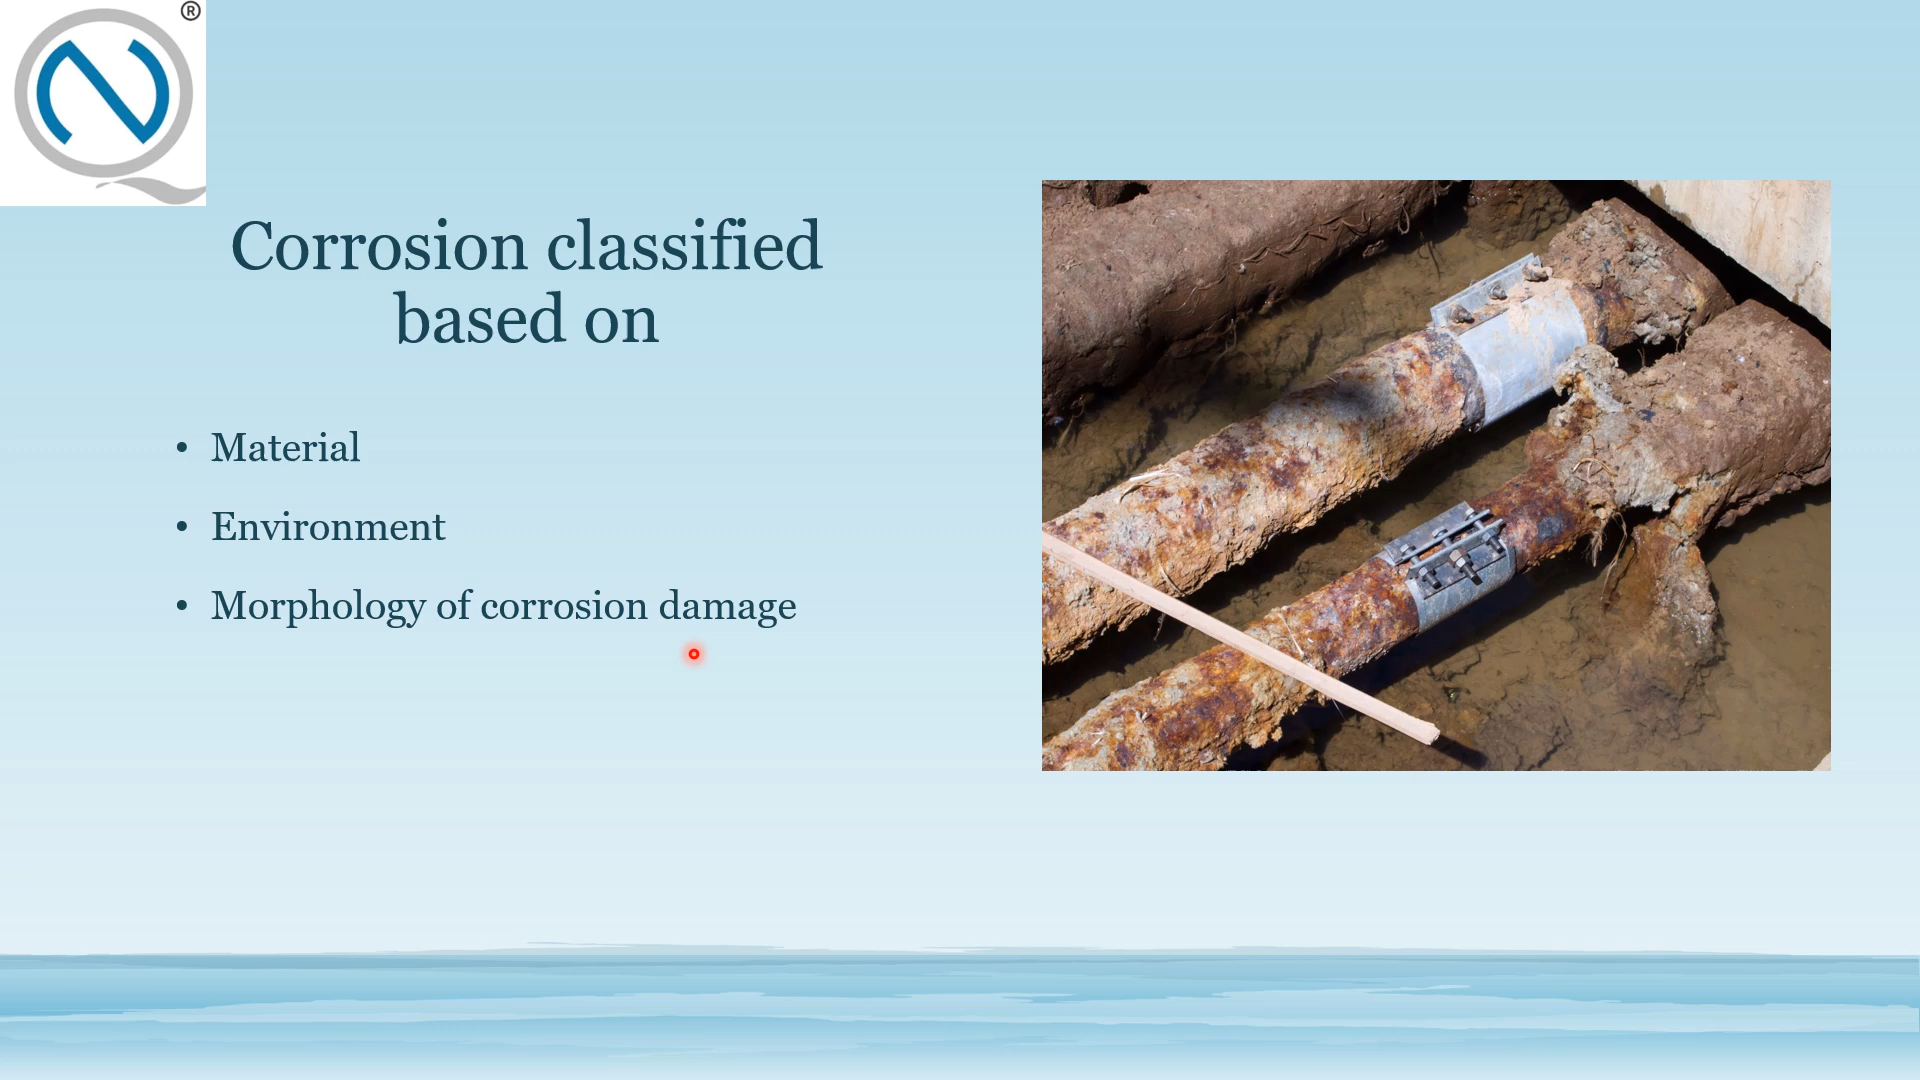 ®
Corrosion classified
based on
• Material
• Environment
• Morphology of corrosion damage